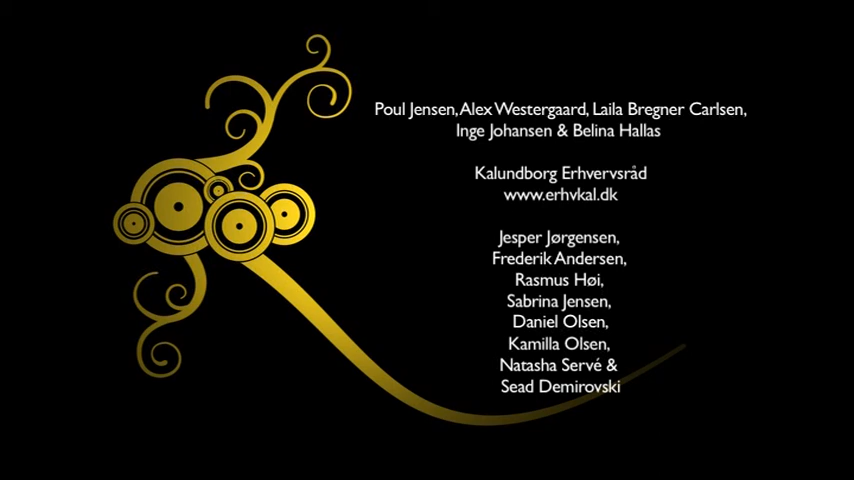 Poul Jensen, Alex Westergaard, Laila Bregner Carlsen,
Inge Johansen & Belina Hallas
Kalundborg Erhvervsråd
www.erhvkal.dk
Jesper Jørgensen,
Frederik Andersen,
Rasmus Høi,
Sabrina Jensen,
Daniel Olsen,
Kamilla Olsen,
Natasha Servé &
Sead Demirovski